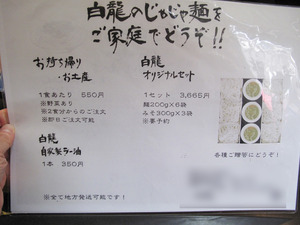 白龍のじゃじゃ麺を
ご家庭でどうぞ!!
お持ち帰り
・お土産
1食あたり 550円
※野菜あり
※2食分からのご注文
※即日ご注文可能
白龍
自家製ラー油
1本 350円
白龍
オリジナルセット
1セット 3,665円
麺200g×6袋
みそ300g×3袋
※要予約
各種ご贈答にどうぞ!
※全て地方発送可能です!